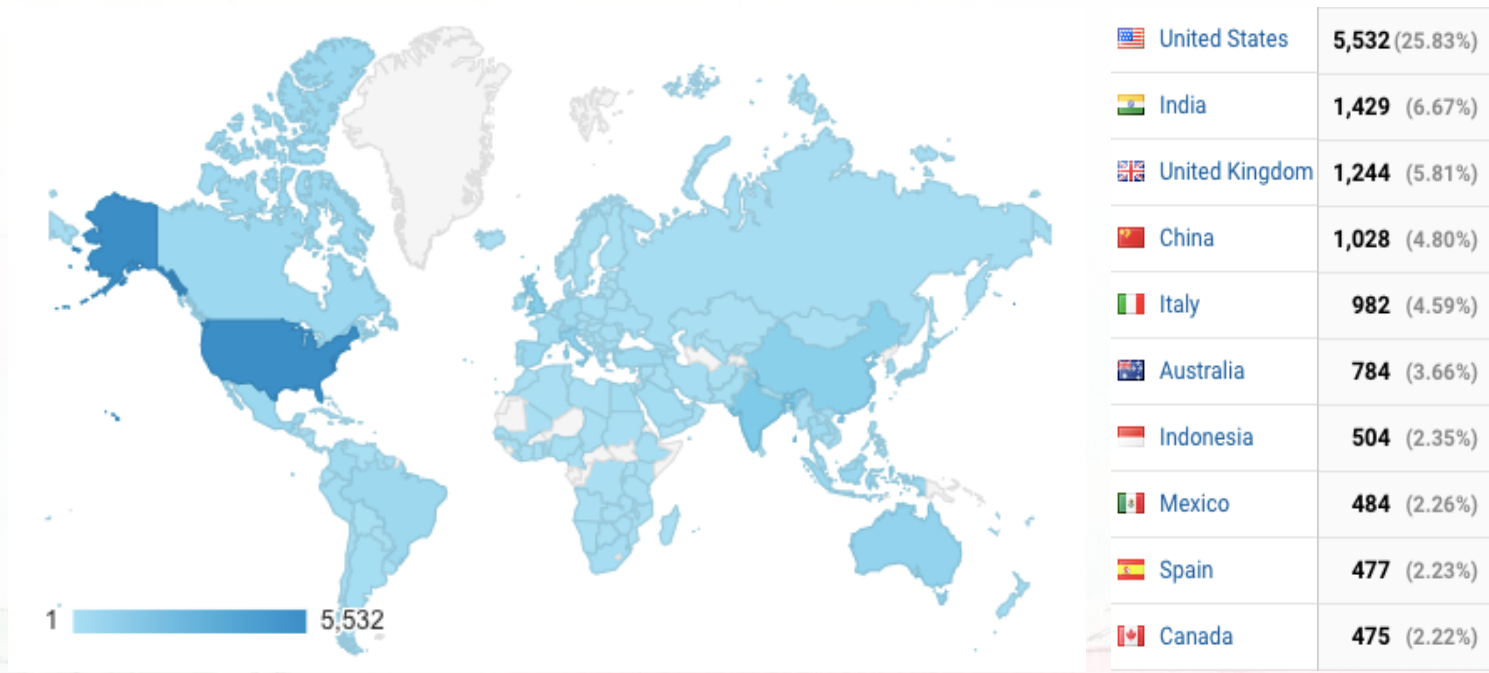 1 5,532
United States 5,532 (25.83%)
India 1,429 (6.67%)
United Kingdom 1,244 (5.81%)
China 1,028 (4.80%)
Italy 982 (4.59%)
Australia 784 (3.66%)
Indonesia 504 (2.35%)
Mexico 484 (2.26%)
Spain 477 (2.23%)
Canada 475 (2.22%)